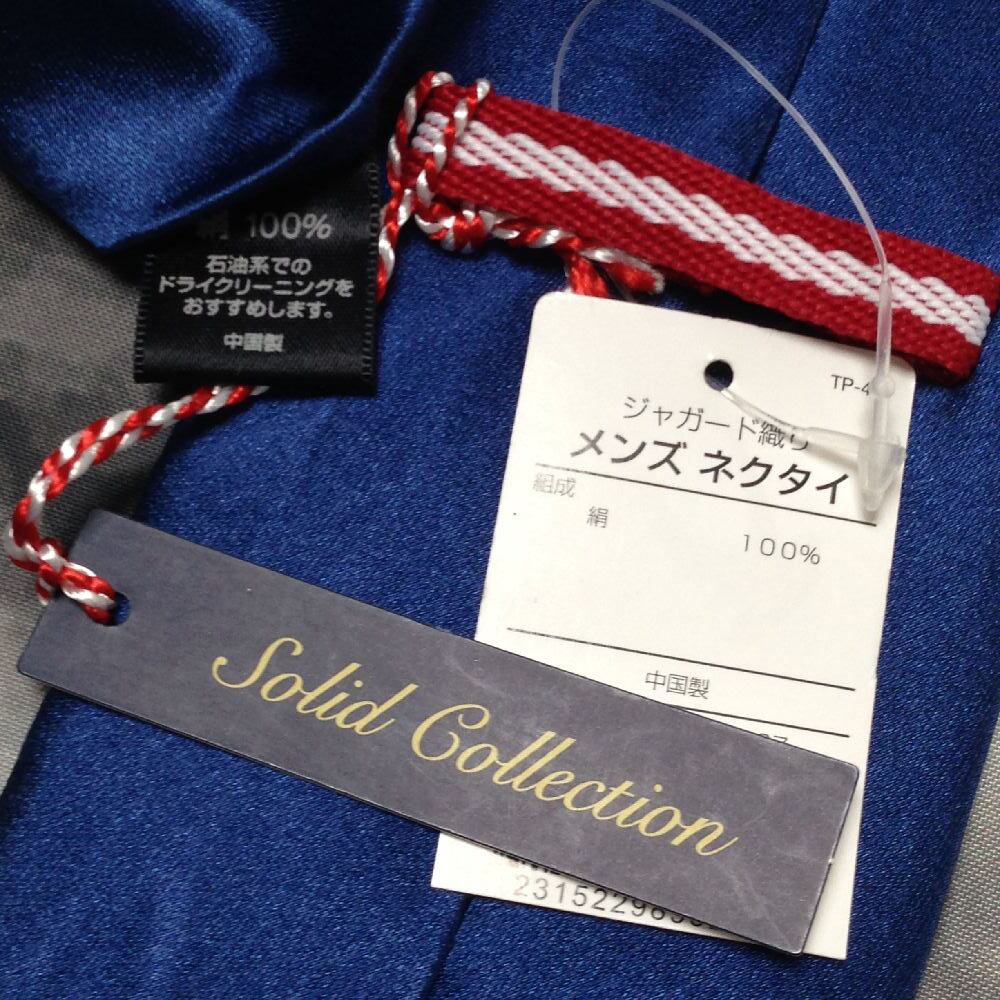 絹 100%
石油系での
ドライクリーニングを
おすすめします。
中国製
TP-4
ジャガード織り
メンズ ネクタイ
組成
絹
100%
中国製
Solid Collection